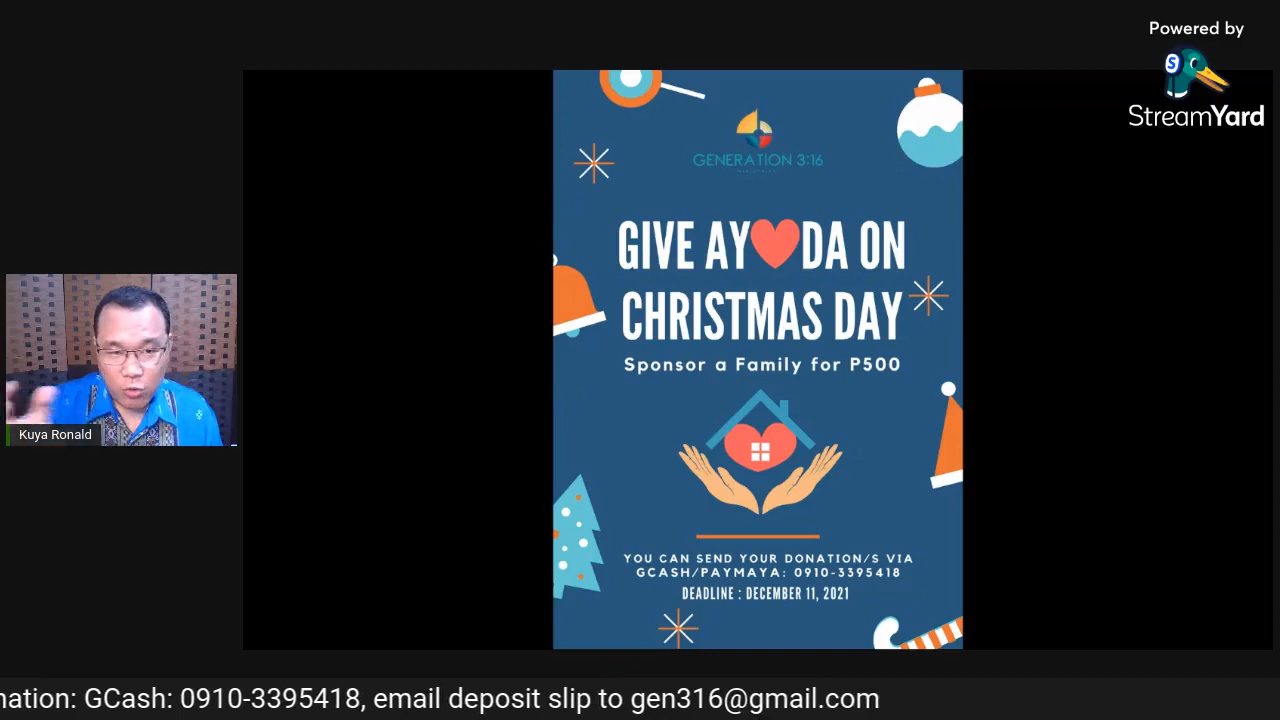 Powered by
StreamYard
GENERATION 3:16
MINISTRIES
GIVE AY DA ON
CHRISTMAS DAY
Sponsor a Family for P500
YOU CAN SEND YOUR DONATION/S VIA
GCASH/PAYMAYA: 0910-3395418
DEADLINE : DECEMBER 11, 2021
Kuya Ronald
nation: GCash: 0910-3395418, email deposit slip to gen316@gmail.com